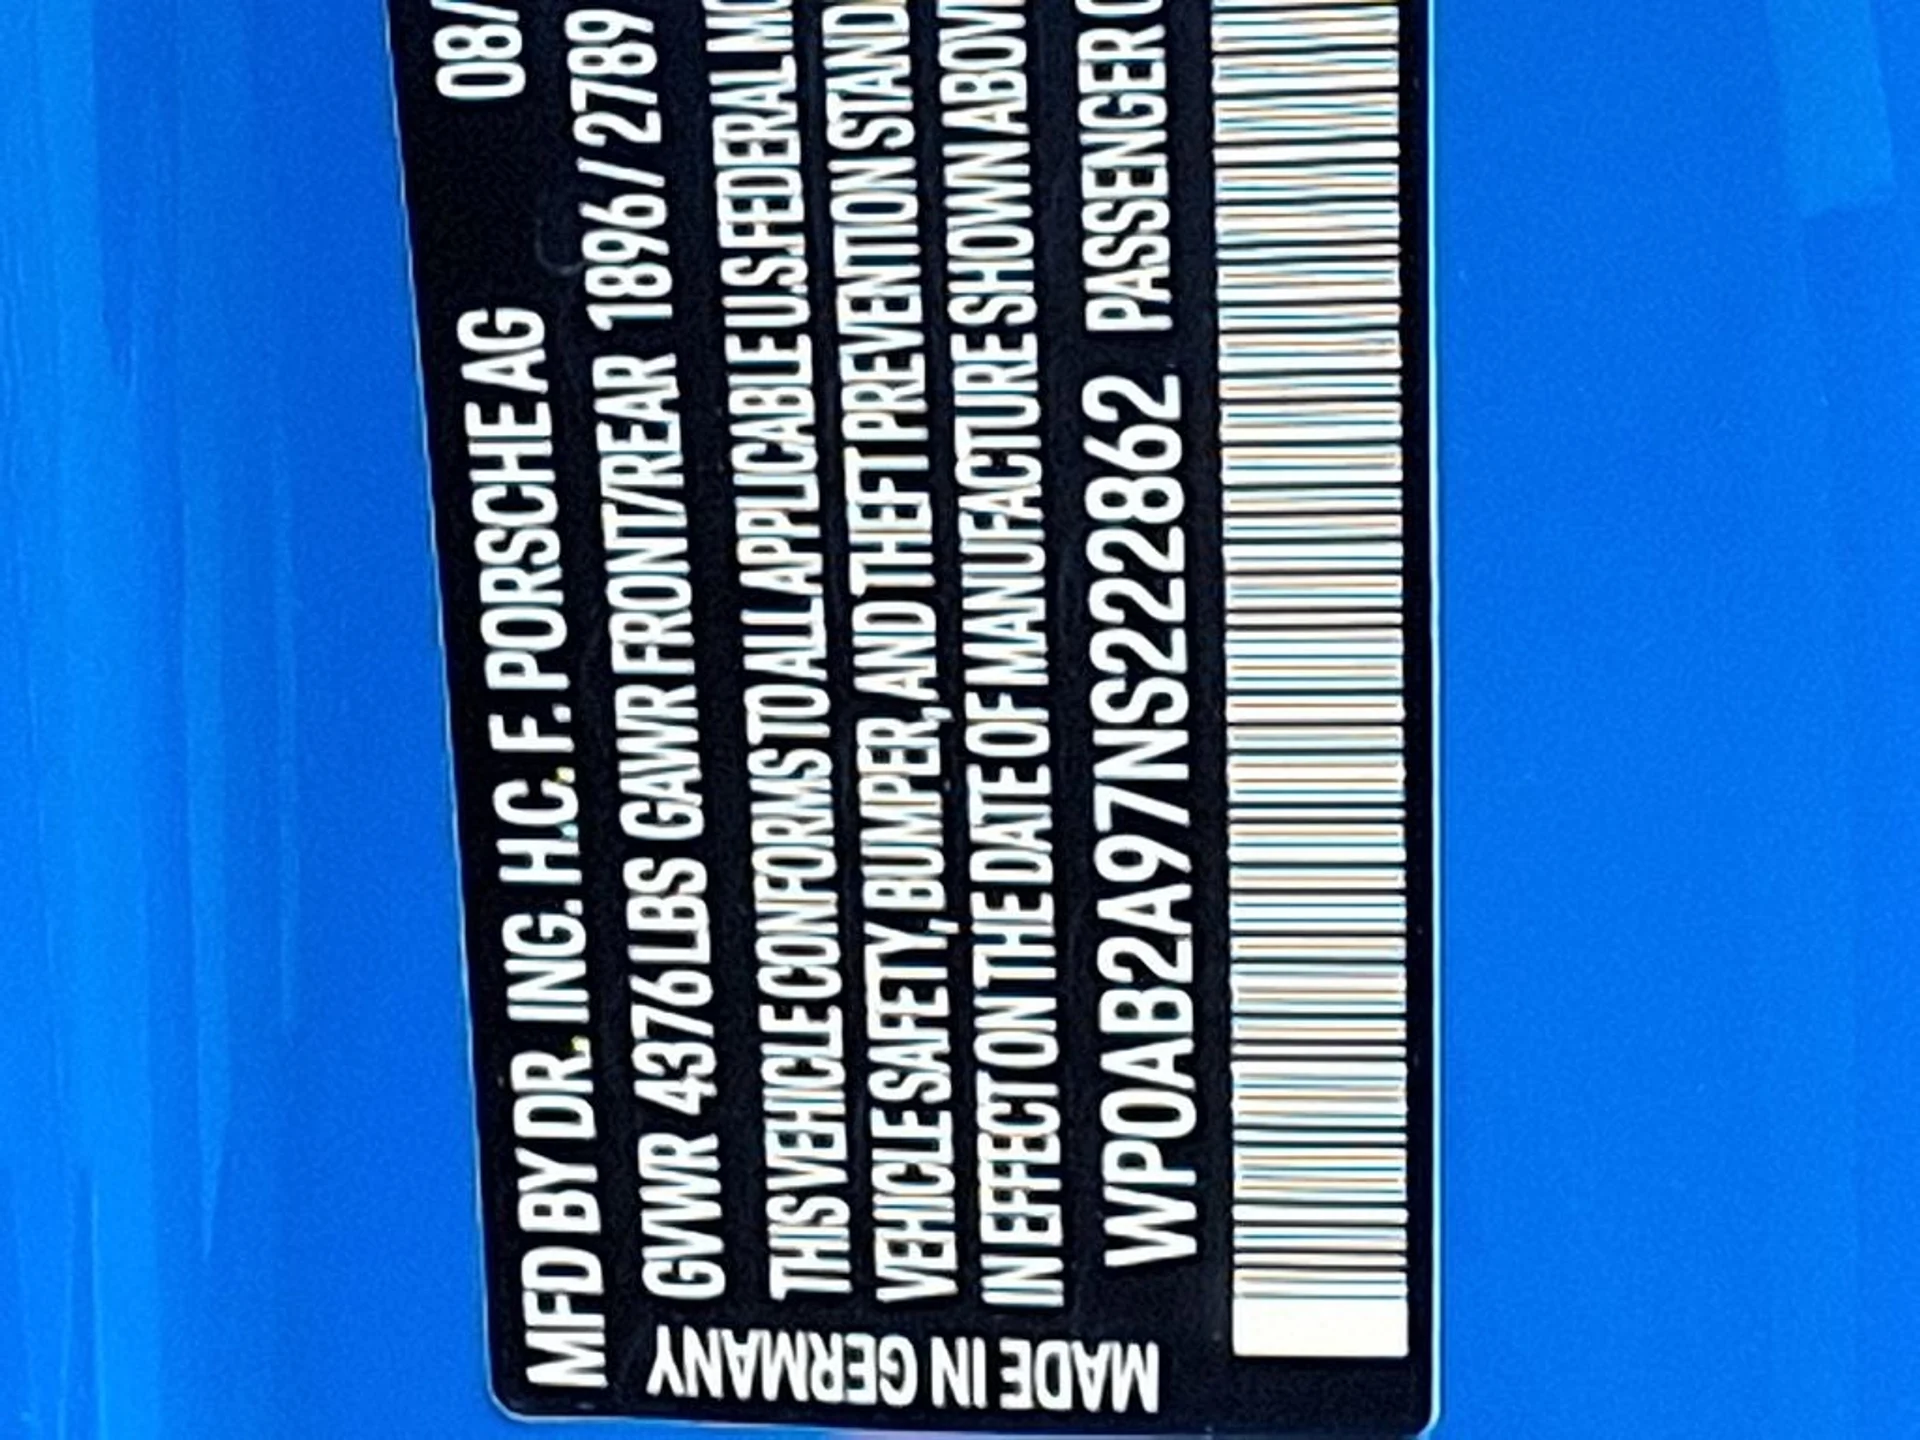 MFD BY DR. ING. H.C. F. PORSCHE AG 08/
GVWR 4376LBS GAWR FRONT/REAR 1896 / 2789
THIS VEHICLE CONFORMS TO ALL APPLICABLE U.S. FEDERAL MO
VEHICLE SAFETY, BUMPER, AND THEFT PREVENTION STAND
IN EFFECT ON THE DATE OF MANUFACTURE SHOWN ABOV
WP0AB2A97NS222862 PASSENGER C
MADE IN GERMANY